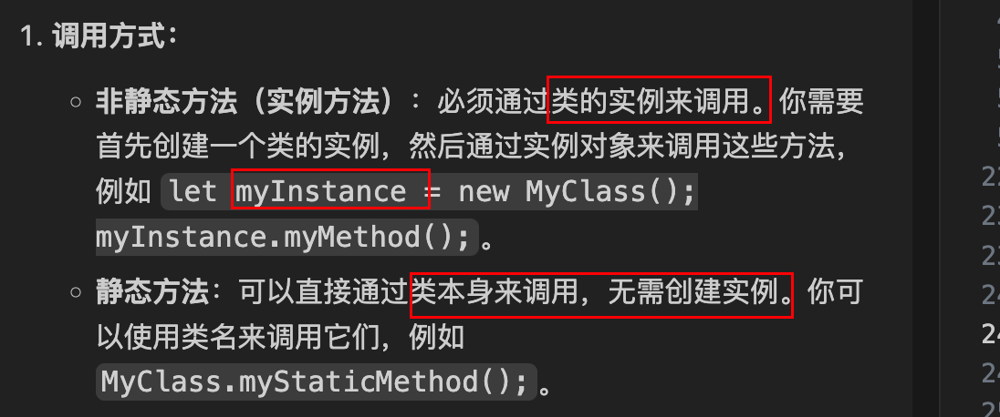 1. 调用方式：
非静态方法（实例方法）：必须通过类的实例来调用。你需要
首先创建一个类的实例，然后通过实例对象来调用这些方法，
例如 let myInstance = new MyClass();
myInstance.myMethod();。
静态方法：可以直接通过类本身来调用，无需创建实例。你可
以使用类名来调用它们，例如
MyClass.myStaticMethod();。